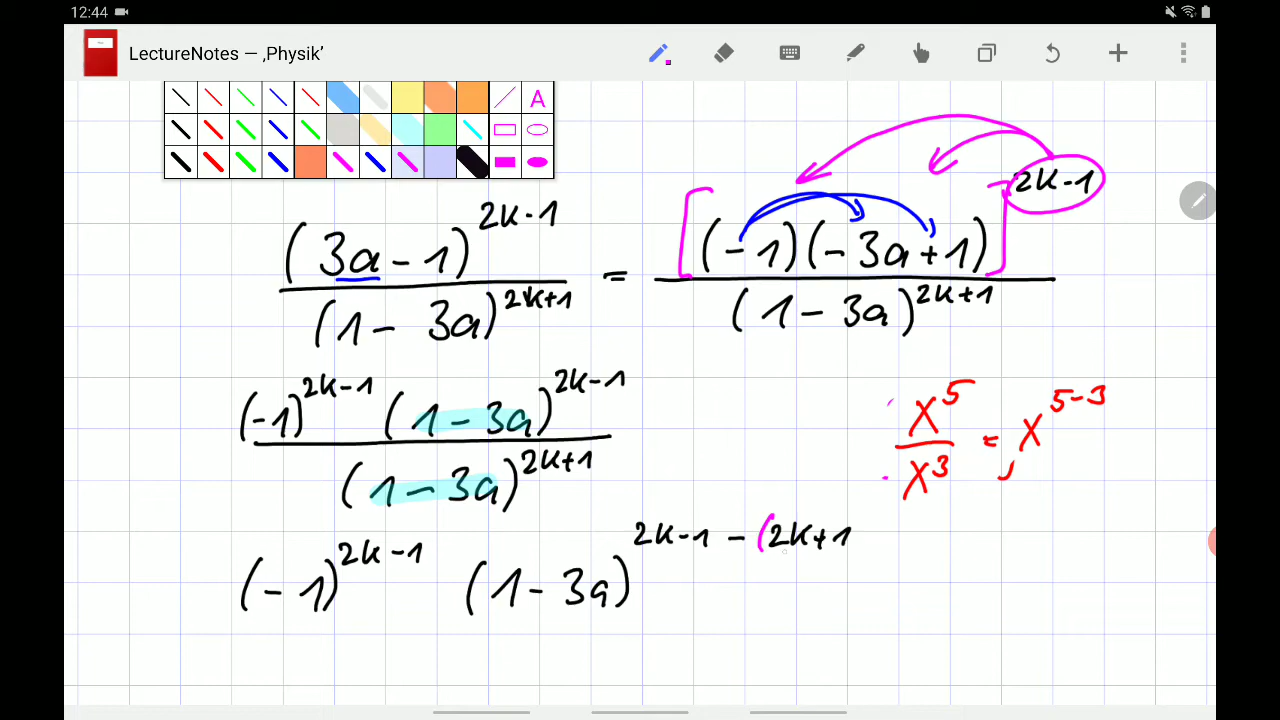 12:44
LectureNotes — ‚Physik’
A
(3a - 1)^{2k-1} / (1 - 3a)^{2k+1} = [(-1)(-3a+1)]^{2k-1} / (1 - 3a)^{2k+1}
(-1)^{2k-1} (1 - 3a)^{2k-1} / (1 - 3a)^{2k+1}
x^5 / x^3 = x^{5-3}
(-1)^{2k-1} (1 - 3a)^{2k-1 - (2k+1}